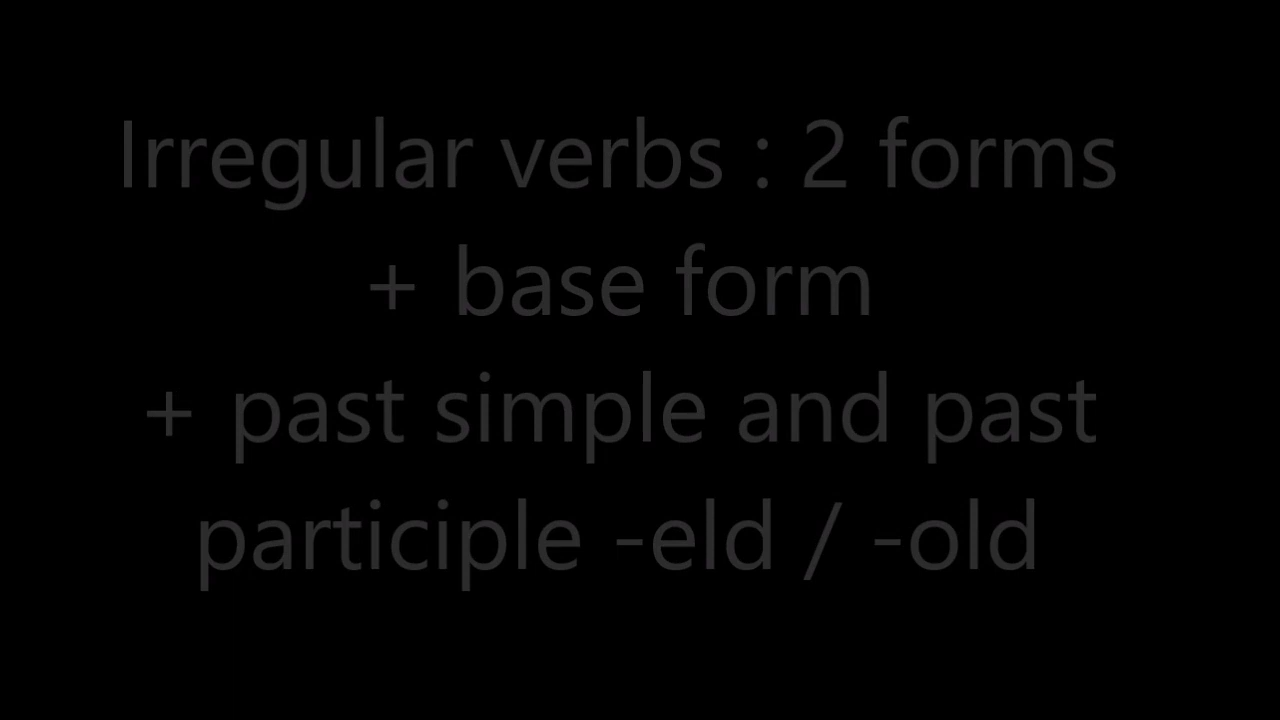 Irregular verbs : 2 forms
+ base form
+ past simple and past
participle -eld / -old